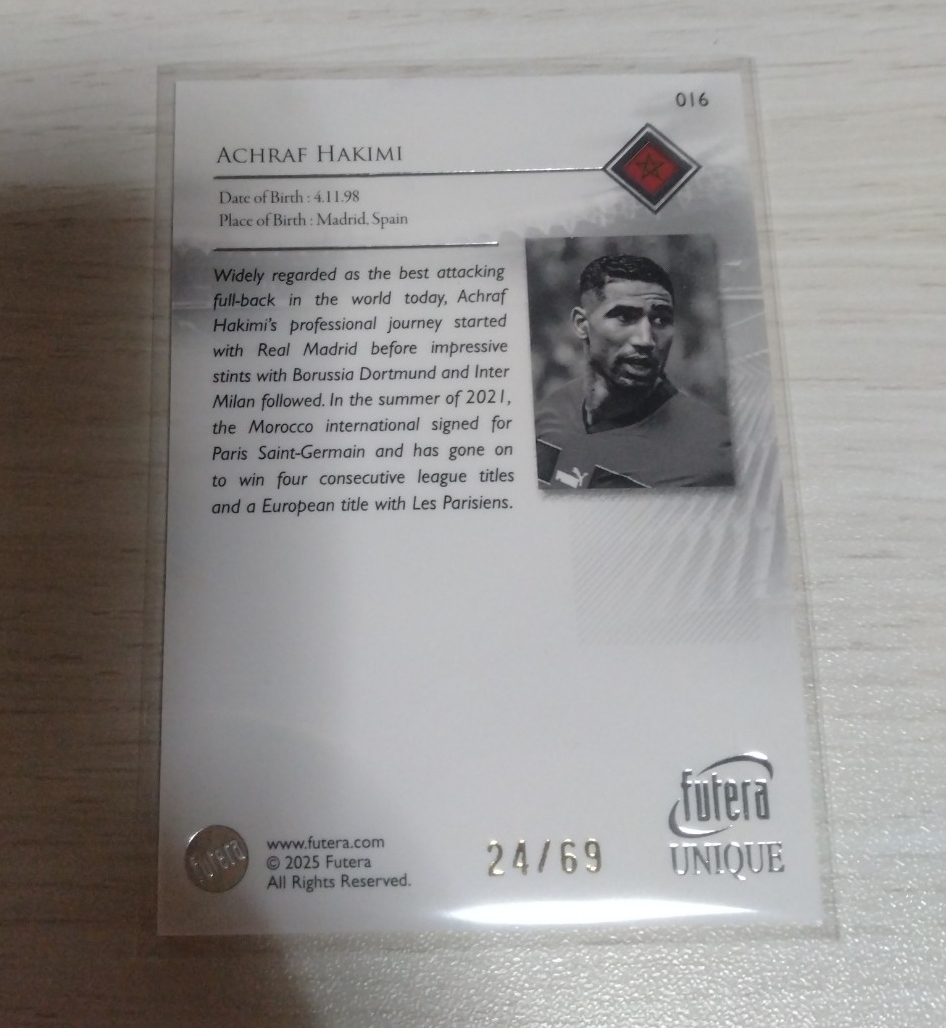 016
ACHRAF HAKIMI
Date of Birth : 4.11.98
Place of Birth : Madrid, Spain
Widely regarded as the best attacking
full-back in the world today, Achraf
Hakimi's professional journey started
with Real Madrid before impressive
stints with Borussia Dortmund and Inter
Milan followed. In the summer of 2021,
the Morocco international signed for
Paris Saint-Germain and has gone on
to win four consecutive league titles
and a European title with Les Parisiens.
futera
UNIQUE
futera
www.futera.com
© 2025 Futera
All Rights Reserved.
24/69